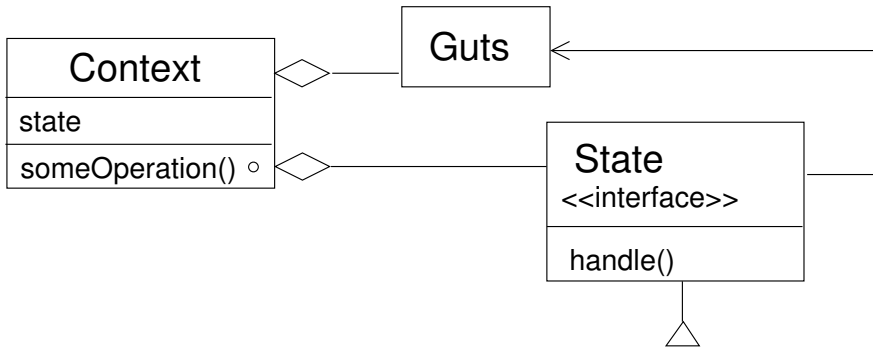 Context
state
someOperation()
Guts
State
<<interface>>
handle()